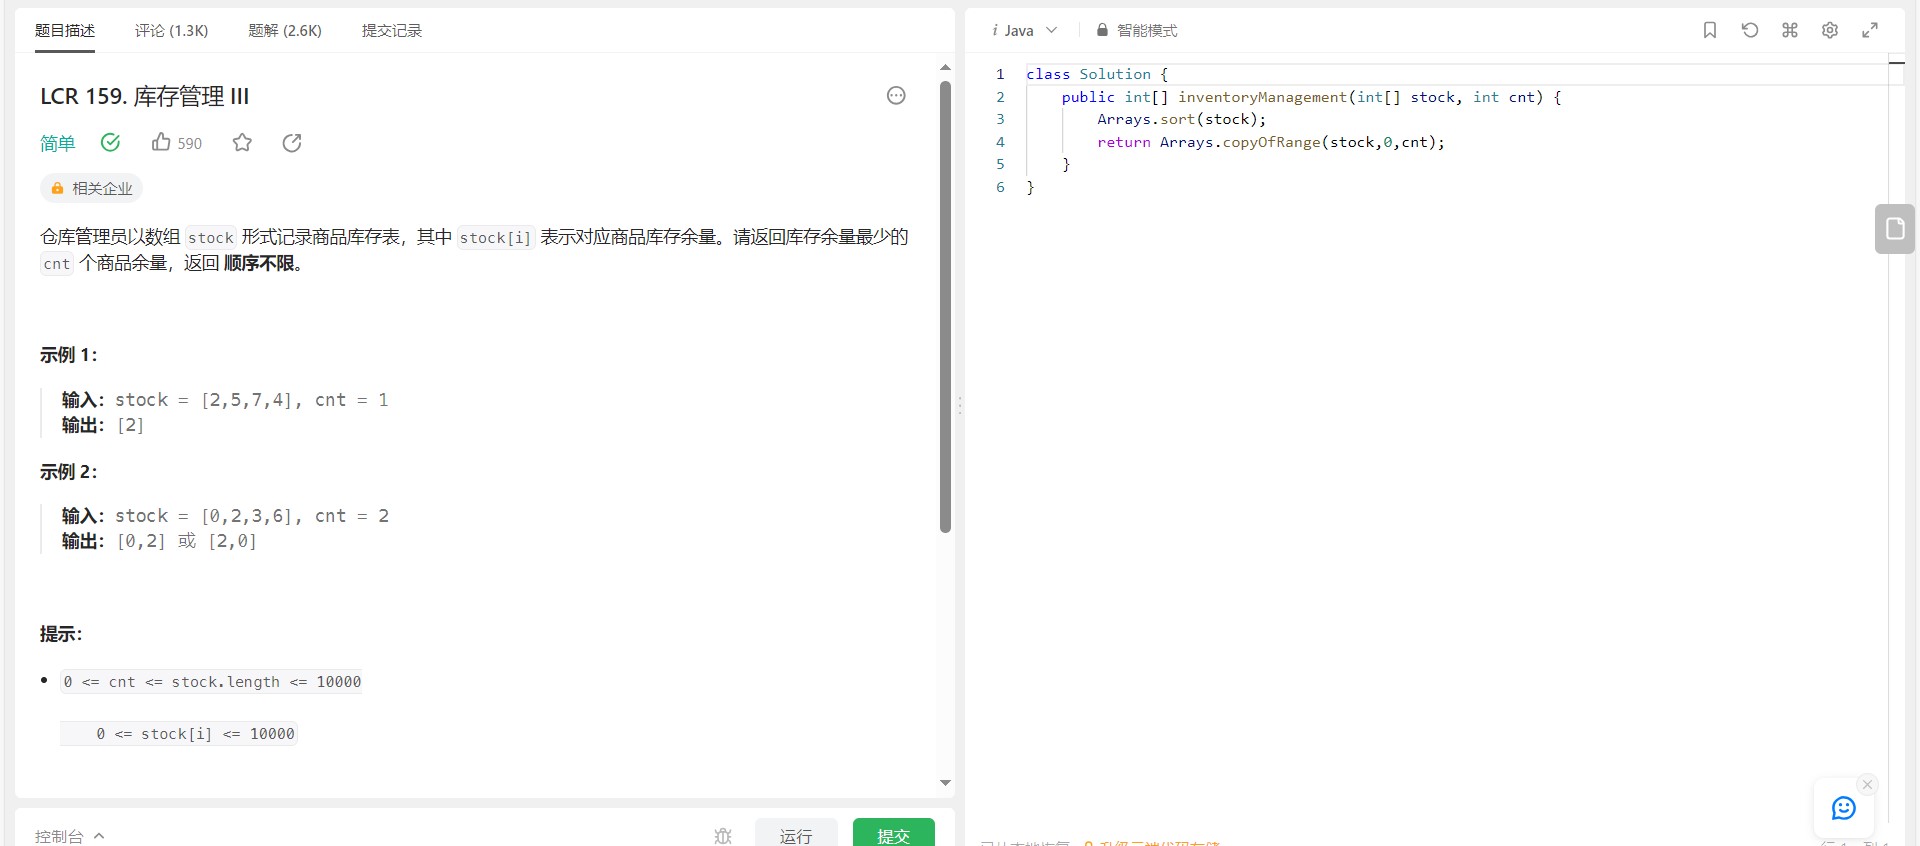 题目描述 评论 (1.3K) 题解 (2.6K) 提交记录
LCR 159. 库存管理 III
简单 590
相关企业
仓库管理员以数组 stock 形式记录商品库存表，其中 stock[i] 表示对应商品库存余量。请返回库存余量最少的
cnt 个商品余量，返回 顺序不限。
示例 1：
输入：stock = [2,5,7,4], cnt = 1
输出：[2]
示例 2：
输入：stock = [0,2,3,6], cnt = 2
输出：[0,2] 或 [2,0]
提示：
0 <= cnt <= stock.length <= 10000
0 <= stock[i] <= 10000
控制台 运行 提交
i Java 智能模式
1 class Solution {
2 public int[] inventoryManagement(int[] stock, int cnt) {
3 Arrays.sort(stock);
4 return Arrays.copyOfRange(stock,0,cnt);
5 }
6 }